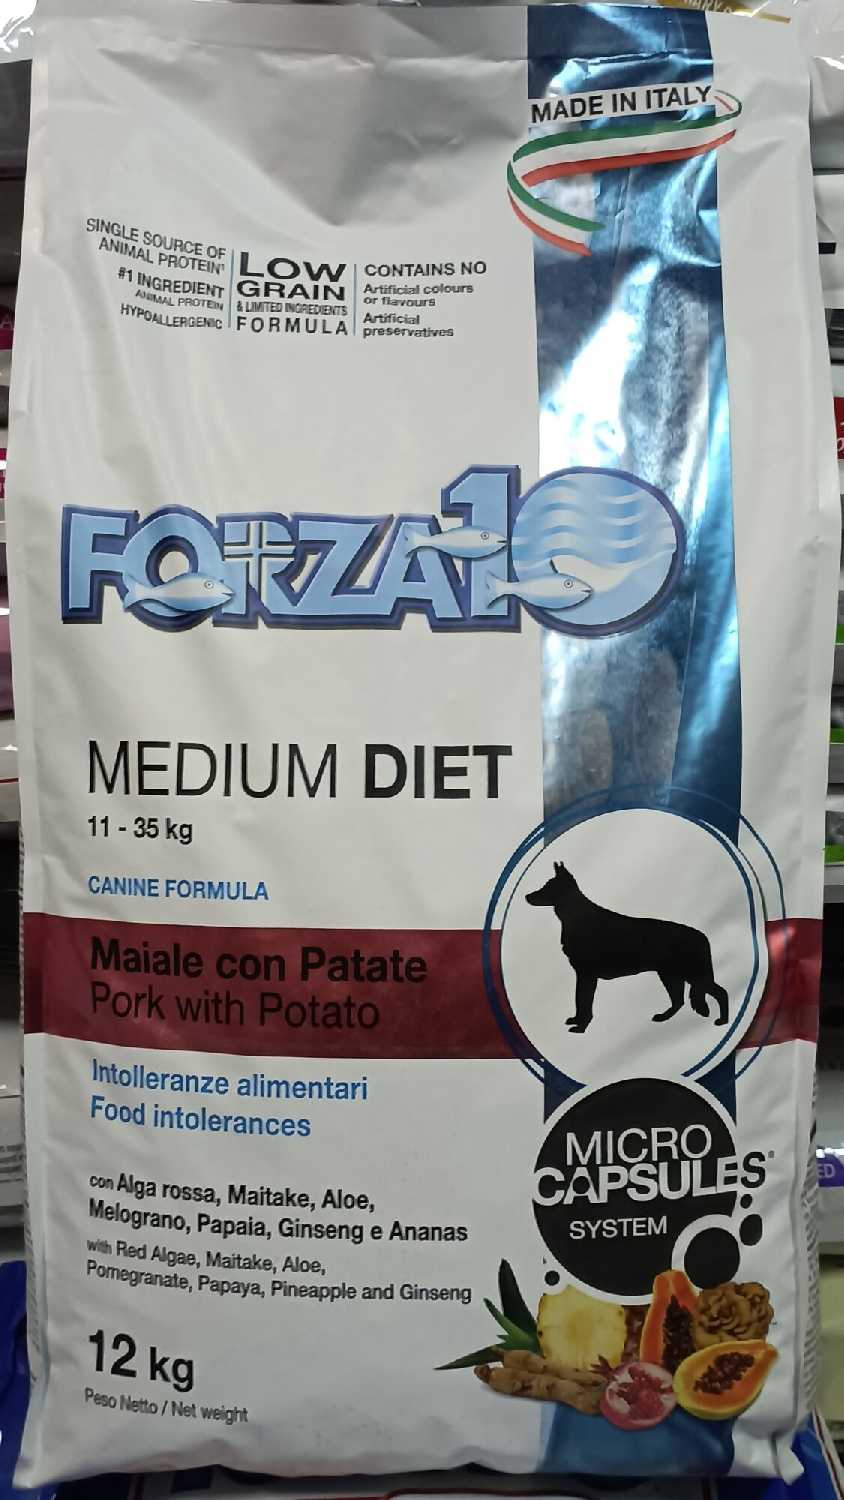 MADE IN ITALY
SINGLE SOURCE OF
ANIMAL PROTEIN¹
#1 INGREDIENT
ANIMAL PROTEIN
HYPOALLERGENIC
LOW
GRAIN
& LIMITED INGREDIENTS
FORMULA
CONTAINS NO
Artificial colours
or flavours
Artificial
preservatives
FORZA10
MEDIUM DIET
11 - 35 kg
CANINE FORMULA
Maiale con Patate
Pork with Potato
Intolleranze alimentari
Food intolerances
con Alga rossa, Maitake, Aloe,
Melograno, Papaia, Ginseng e Ananas
with Red Algae, Maitake, Aloe,
Pomegranate, Papaya, Pineapple and Ginseng
MICRO
CAPSULES®
SYSTEM
12 kg
Peso Netto / Net weight